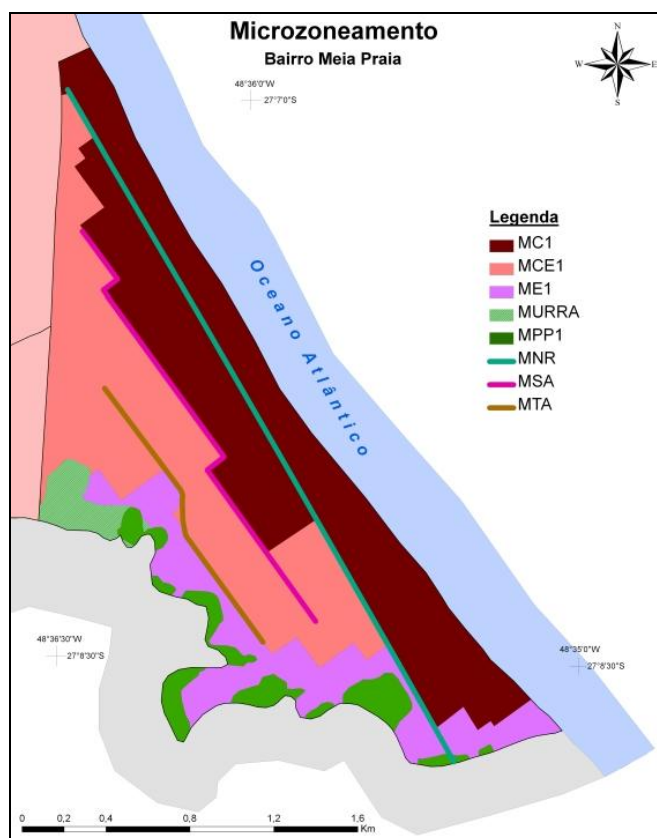 Microzoneamento
Bairro Meia Praia
N
W E
S
48°36'0"W
27°7'0"S
Legenda
MC1
MCE1
ME1
MURRA
MPP1
MNR
MSA
MTA
Oceano Atlântico
48°36'30"W
27°8'30"S
48°35'0"W
27°8'30"S
0 0,2 0,4 0,8 1,2 1,6
Km